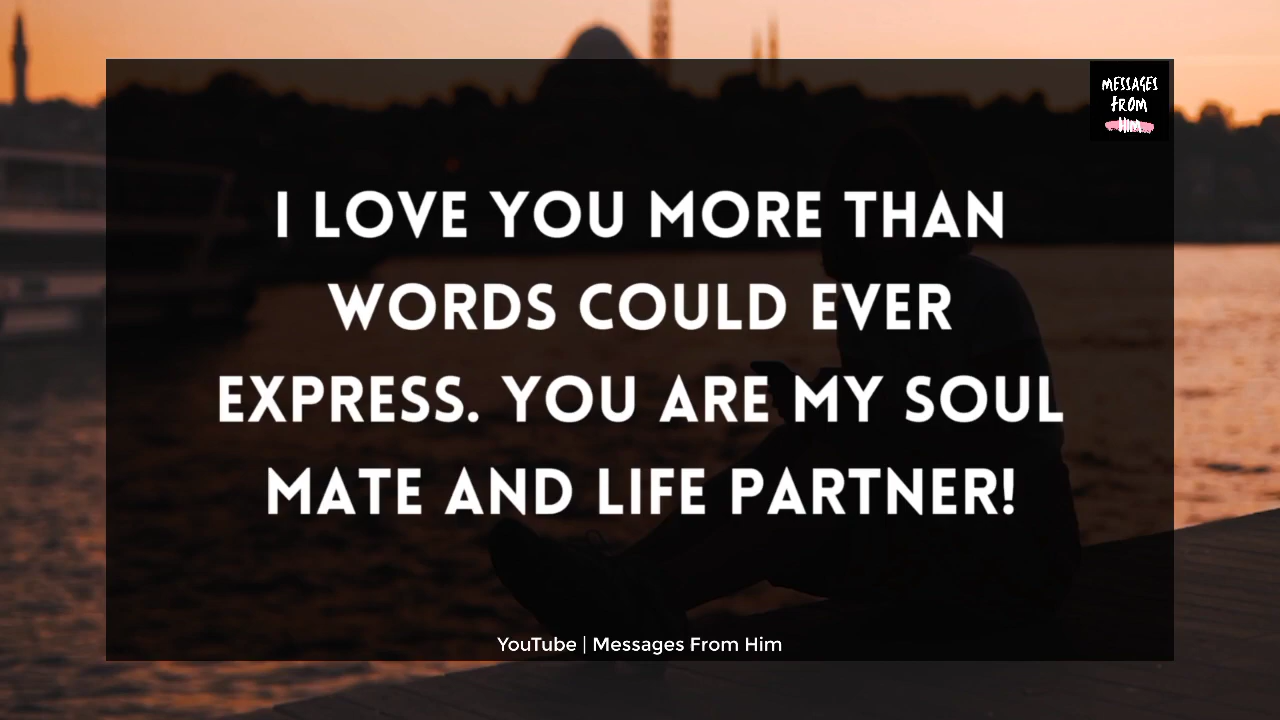 MESSAGES
FROM
HIM
I LOVE YOU MORE THAN
WORDS COULD EVER
EXPRESS. YOU ARE MY SOUL
MATE AND LIFE PARTNER!
YouTube | Messages From Him